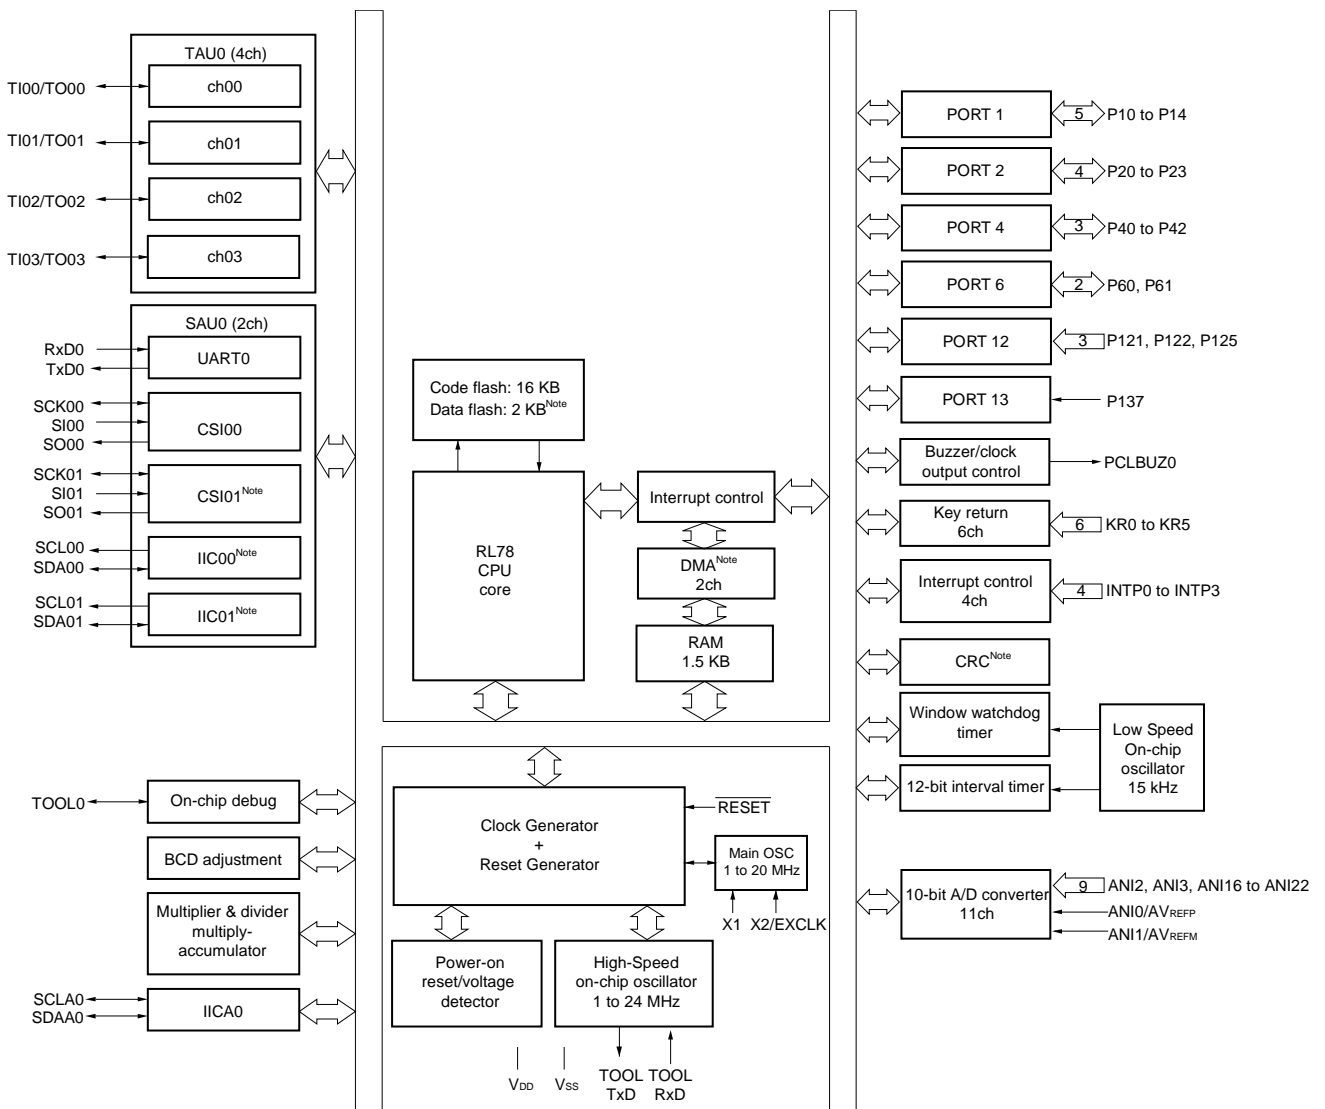 TAU0 (4ch)
TI00/TO00
ch00
TI01/TO01
ch01
TI02/TO02
ch02
TI03/TO03
ch03
SAU0 (2ch)
RxD0
TxD0
UART0
SCK00
SI00
SO00
CSI00
SCK01
SI01
SO01
CSI01Note
SCL00
SDA00
IIC00Note
SCL01
SDA01
IIC01Note
TOOL0
On-chip debug
BCD adjustment
Multiplier & divider
multiply-
accumulator
SCLA0
SDAA0
IICA0
Code flash: 16 KB
Data flash: 2 KBNote
RL78
CPU
core
Interrupt control
DMANote
2ch
RAM
1.5 KB
Clock Generator
+
Reset Generator
RESET
Main OSC
1 to 20 MHz
X1 X2/EXCLK
Power-on
reset/voltage
detector
High-Speed
on-chip oscillator
1 to 24 MHz
VDD
VSS
TOOL
TxD
TOOL
RxD
PORT 1
5
P10 to P14
PORT 2
4
P20 to P23
PORT 4
3
P40 to P42
PORT 6
2
P60, P61
PORT 12
3
P121, P122, P125
PORT 13
P137
Buzzer/clock
output control
PCLBUZ0
Key return
6ch
6
KR0 to KR5
Interrupt control
4ch
4
INTP0 to INTP3
CRCNote
Window watchdog
timer
12-bit interval timer
Low Speed
On-chip
oscillator
15 kHz
10-bit A/D converter
11ch
9
ANI2, ANI3, ANI16 to ANI22
ANI0/AVREFP
ANI1/AVREFM